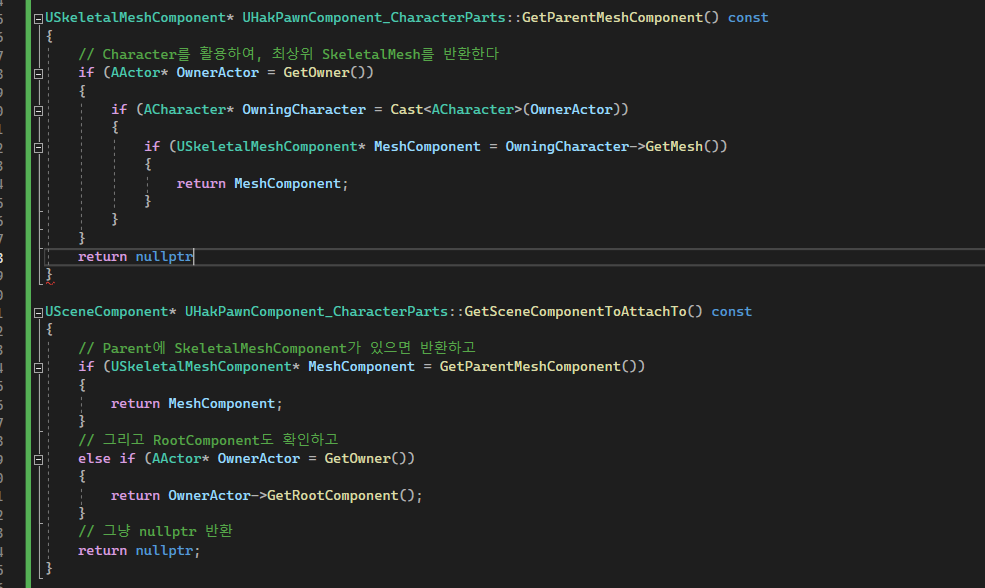 USkeletalMeshComponent* UHakPawnComponent_CharacterParts::GetParentMeshComponent() const
{
// Character를 활용하여, 최상위 SkeletalMesh를 반환한다
if (AActor* OwnerActor = GetOwner())
{
if (ACharacter* OwningCharacter = Cast<ACharacter>(OwnerActor))
{
if (USkeletalMeshComponent* MeshComponent = OwningCharacter->GetMesh())
{
return MeshComponent;
}
}
}
return nullptr
}
USceneComponent* UHakPawnComponent_CharacterParts::GetSceneComponentToAttachTo() const
{
// Parent에 SkeletalMeshComponent가 있으면 반환하고
if (USkeletalMeshComponent* MeshComponent = GetParentMeshComponent())
{
return MeshComponent;
}
// 그리고 RootComponent도 확인하고
else if (AActor* OwnerActor = GetOwner())
{
return OwnerActor->GetRootComponent();
}
// 그냥 nullptr 반환
return nullptr;
}